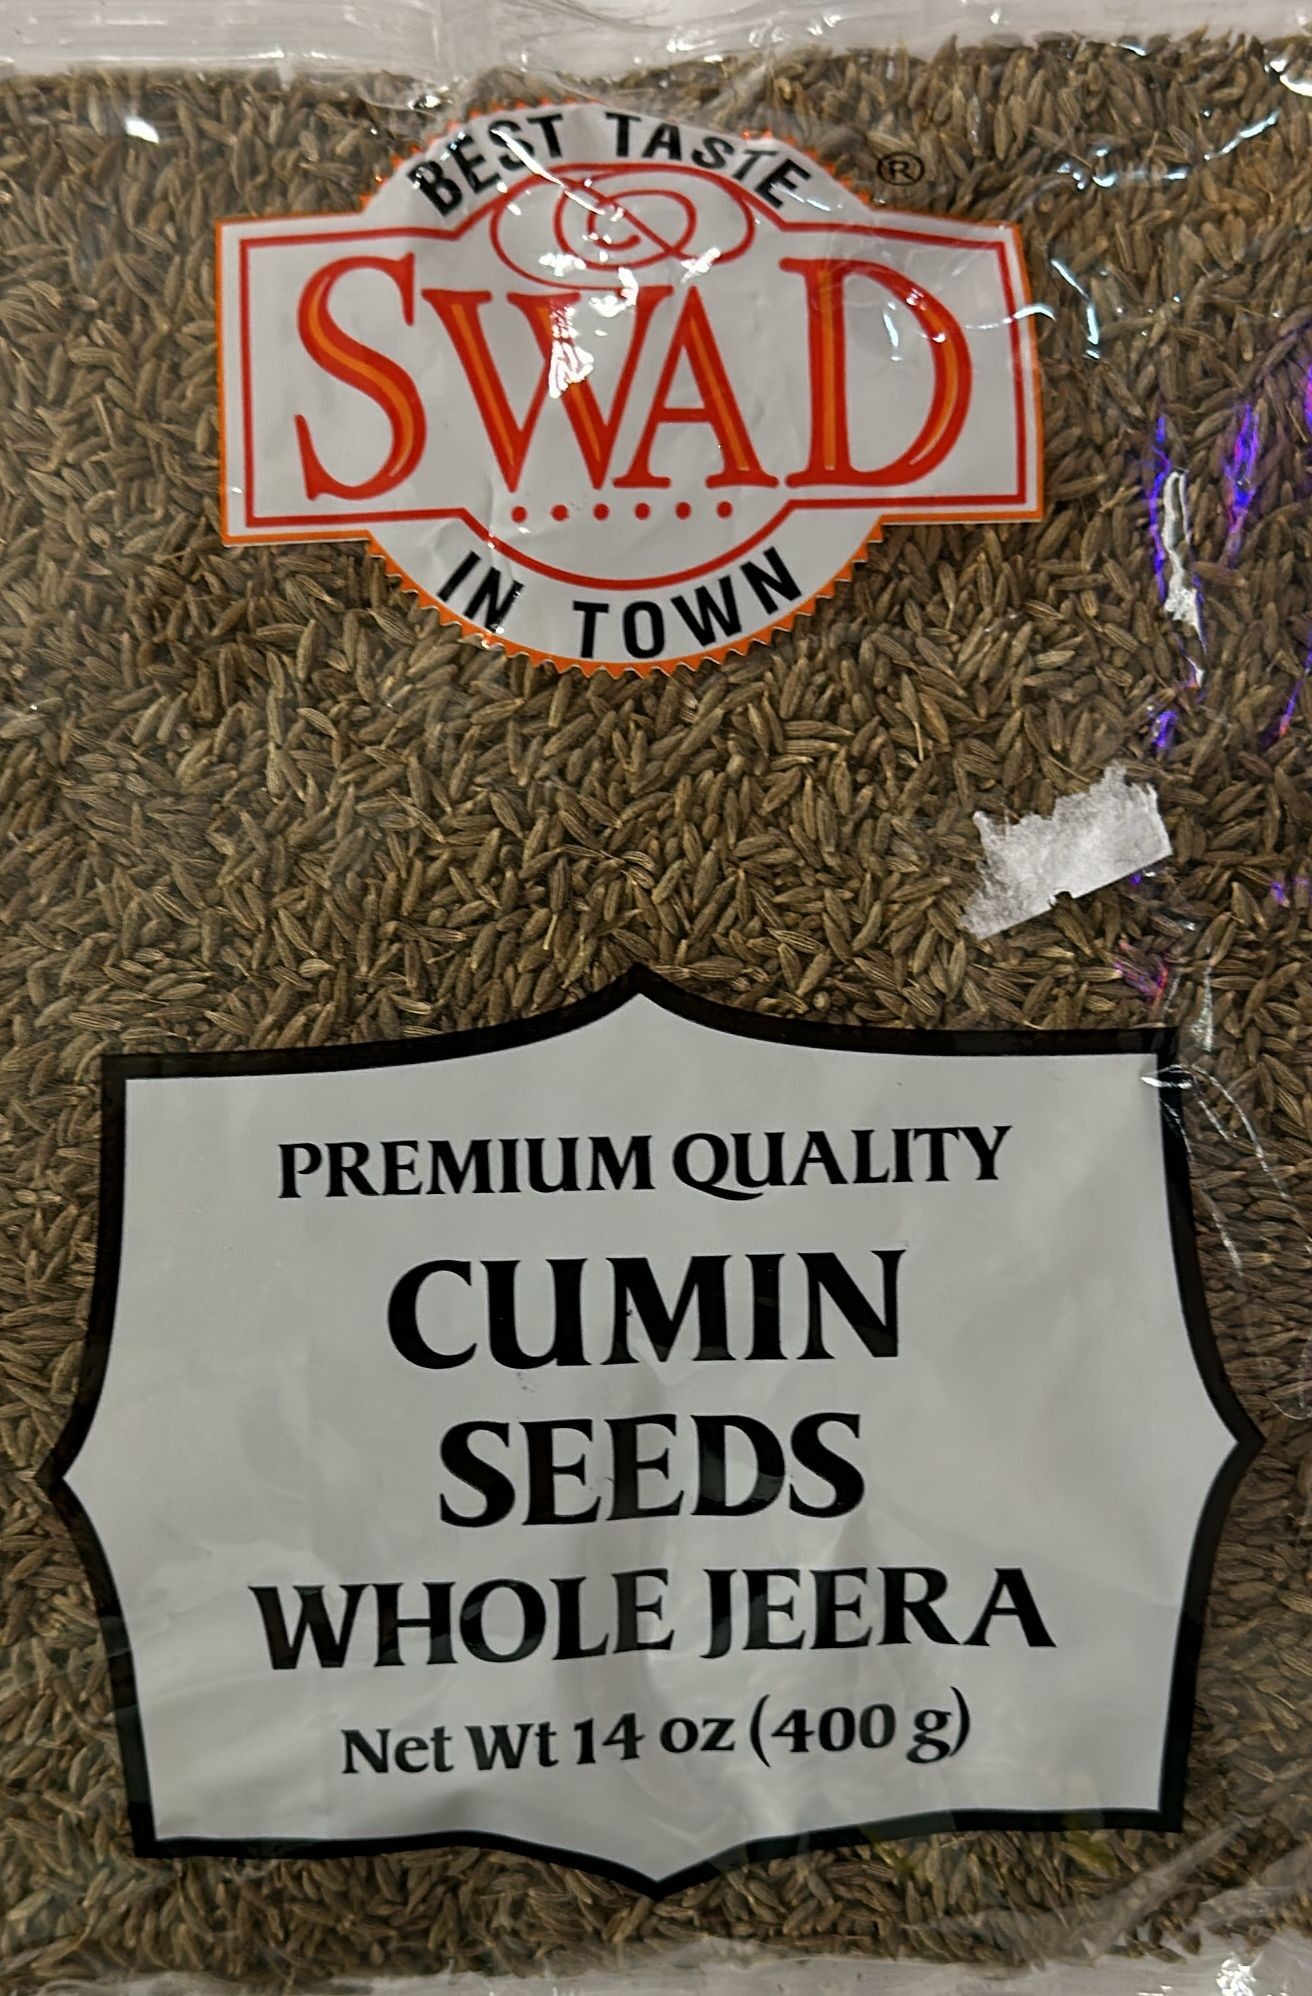 BEST TASTE
®
SWAD
IN TOWN
PREMIUM QUALITY
CUMIN
SEEDS
WHOLE JEERA
Net Wt 14 oz (400 g)